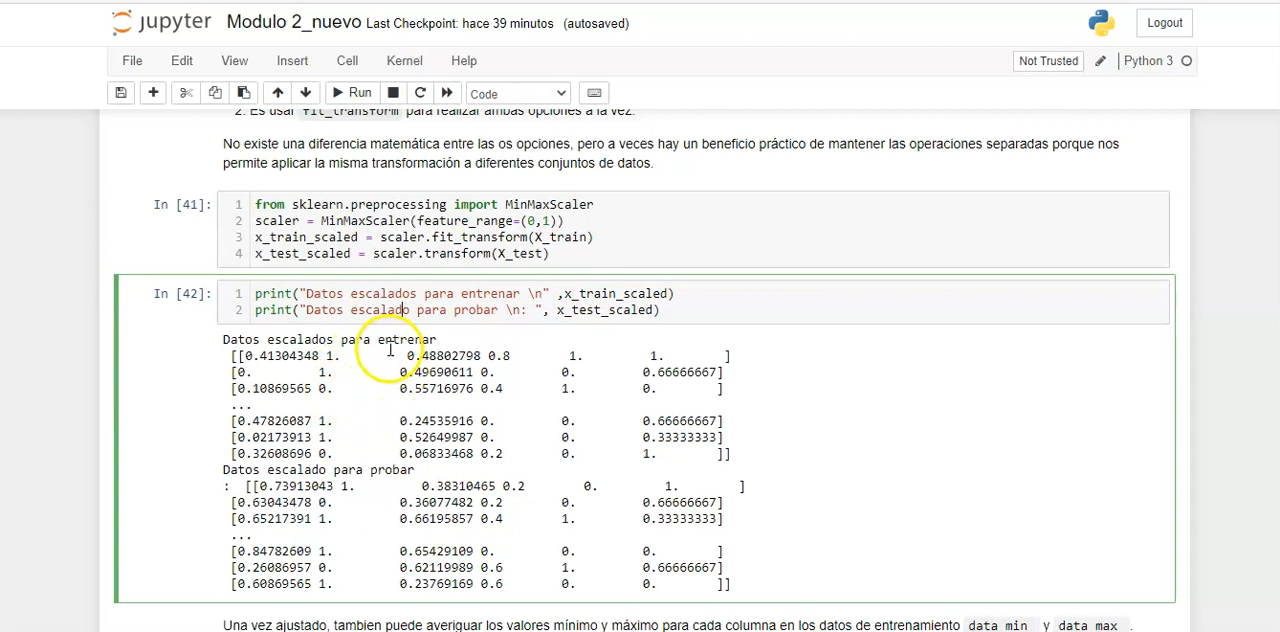 jupyter Modulo 2_nuevo Last Checkpoint: hace 39 minutos (autosaved) Logout
File Edit View Insert Cell Kernel Help Not Trusted Python 3
Run Code
2. Es usar fit_transform para realizar ambas opciones a la vez.
No existe una diferencia matemática entre las os opciones, pero a veces hay un beneficio práctico de mantener las operaciones separadas porque nos
permite aplicar la misma transformación a diferentes conjuntos de datos.
In [41]: 1 from sklearn.preprocessing import MinMaxScaler
2 scaler = MinMaxScaler(feature_range=(0,1))
3 x_train_scaled = scaler.fit_transform(X_train)
4 x_test_scaled = scaler.transform(X_test)
In [42]: 1 print("Datos escalados para entrenar \n" ,x_train_scaled)
2 print("Datos escalado para probar \n: ", x_test_scaled)
Datos escalados para entrenar
[[0.41304348 1. 0.48802798 0.8 1. 1. ]
[0. 1. 0.49690611 0. 0. 0.66666667]
[0.10869565 0. 0.55716976 0.4 1. 0. ]
...
[0.47826087 1. 0.24535916 0. 0. 0.66666667]
[0.02173913 1. 0.52649987 0. 0. 0.33333333]
[0.32608696 0. 0.06833468 0.2 0. 1. ]]
Datos escalado para probar
: [[0.73913043 1. 0.38310465 0.2 0. 1. ]
[0.63043478 0. 0.36077482 0.2 0. 0.66666667]
[0.65217391 1. 0.66195857 0.4 1. 0.33333333]
...
[0.84782609 1. 0.65429109 0. 0. 0. ]
[0.26086957 0. 0.62119989 0.6 1. 0.66666667]
[0.60869565 1. 0.23769169 0.6 0. 0. ]]
Una vez ajustado, tambien puede averiguar los valores mínimo y máximo para cada columna en los datos de entrenamiento data_min_ y data_max_.